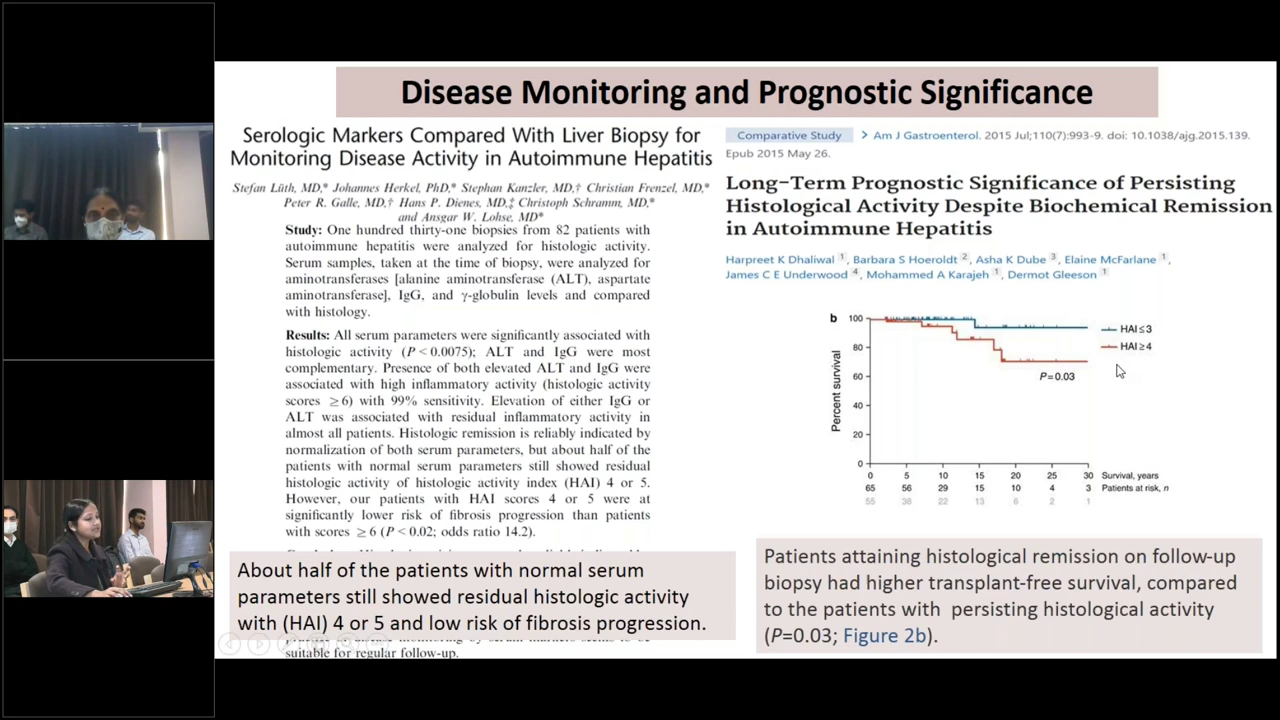 Disease Monitoring and Prognostic Significance
Serologic Markers Compared With Liver Biopsy for
Monitoring Disease Activity in Autoimmune Hepatitis
Stefan Lüth, MD,* Johannes Herkel, PhD,* Stephan Kanzler, MD,† Christian Frenzel, MD,*
Peter R. Galle, MD,† Hans P. Dienes, MD,‡ Christoph Schramm, MD,*
and Ansgar W. Lohse, MD*
Study: One hundred thirty-one biopsies from 82 patients with
autoimmune hepatitis were analyzed for histologic activity.
Serum samples, taken at the time of biopsy, were analyzed for
aminotransferases [alanine aminotransferase (ALT), aspartate
aminotransferase], IgG, and γ-globulin levels and compared
with histology.
Results: All serum parameters were significantly associated with
histologic activity (P < 0.0075); ALT and IgG were most
complementary. Presence of both elevated ALT and IgG were
associated with high inflammatory activity (histologic activity
scores ≥6) with 99% sensitivity. Elevation of either IgG or
ALT was associated with residual inflammatory activity in
almost all patients. Histologic remission is reliably indicated by
normalization of both serum parameters, but about half of the
patients with normal serum parameters still showed residual
histologic activity of histologic activity index (HAI) 4 or 5.
However, our patients with HAI scores 4 or 5 were at
significantly lower risk of fibrosis progression than patients
with scores ≥6 (P < 0.02; odds ratio 14.2).
About half of the patients with normal serum
parameters still showed residual histologic activity
with (HAI) 4 or 5 and low risk of fibrosis progression.
suitable for regular follow-up.
Comparative Study > Am J Gastroenterol. 2015 Jul;110(7):993-9. doi: 10.1038/ajg.2015.139.
Epub 2015 May 26.
Long-Term Prognostic Significance of Persisting
Histological Activity Despite Biochemical Remission
in Autoimmune Hepatitis
Harpreet K Dhaliwal 1, Barbara S Hoeroldt 2, Asha K Dube 3, Elaine McFarlane 1,
James C E Underwood 4, Mohammed A Karajeh 1, Dermot Gleeson 1
b
100
80
60
40
20
0
Percent survival
HAI≤3
HAI≥4
P=0.03
0 5 10 15 20 25 30 Survival, years
65 56 29 15 10 4 3 Patients at risk, n
55 38 22 13 6 2 1
Patients attaining histological remission on follow-up
biopsy had higher transplant-free survival, compared
to the patients with persisting histological activity
(P=0.03; Figure 2b).